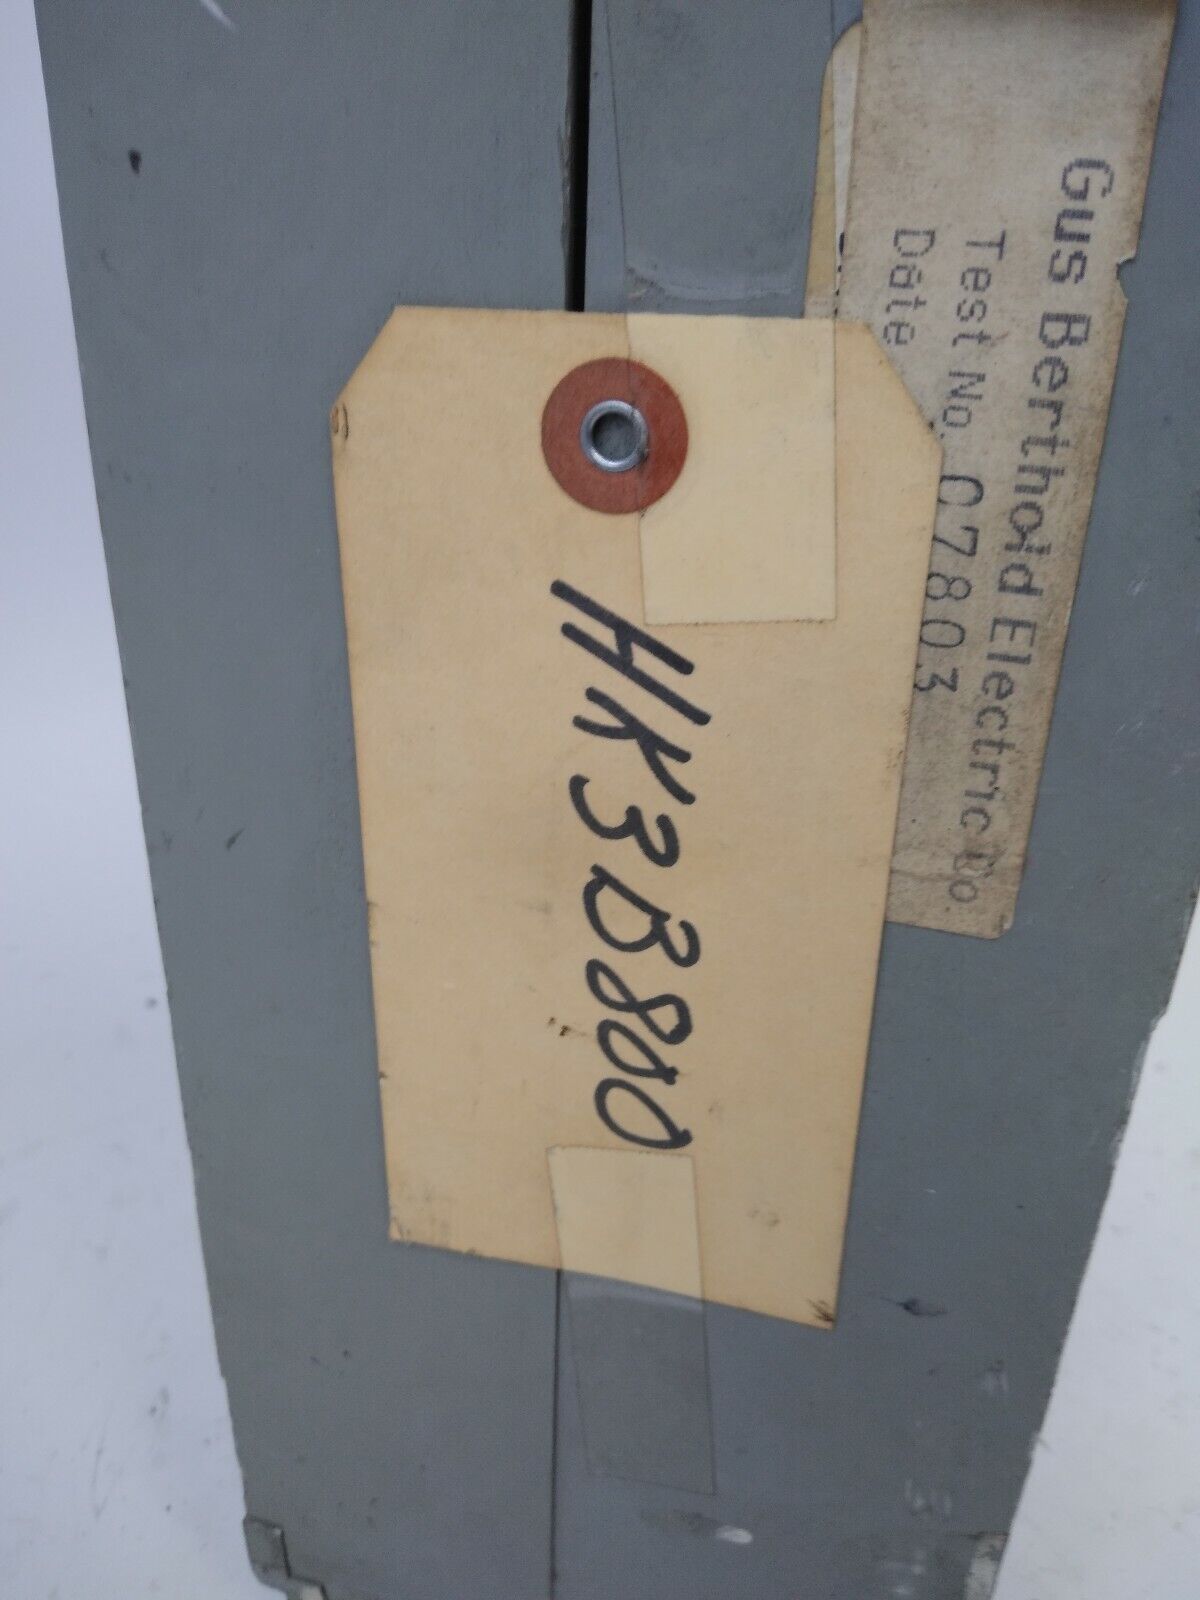 Gus Berthold Electric Co.
Test No. 07803
Date
HK3B800